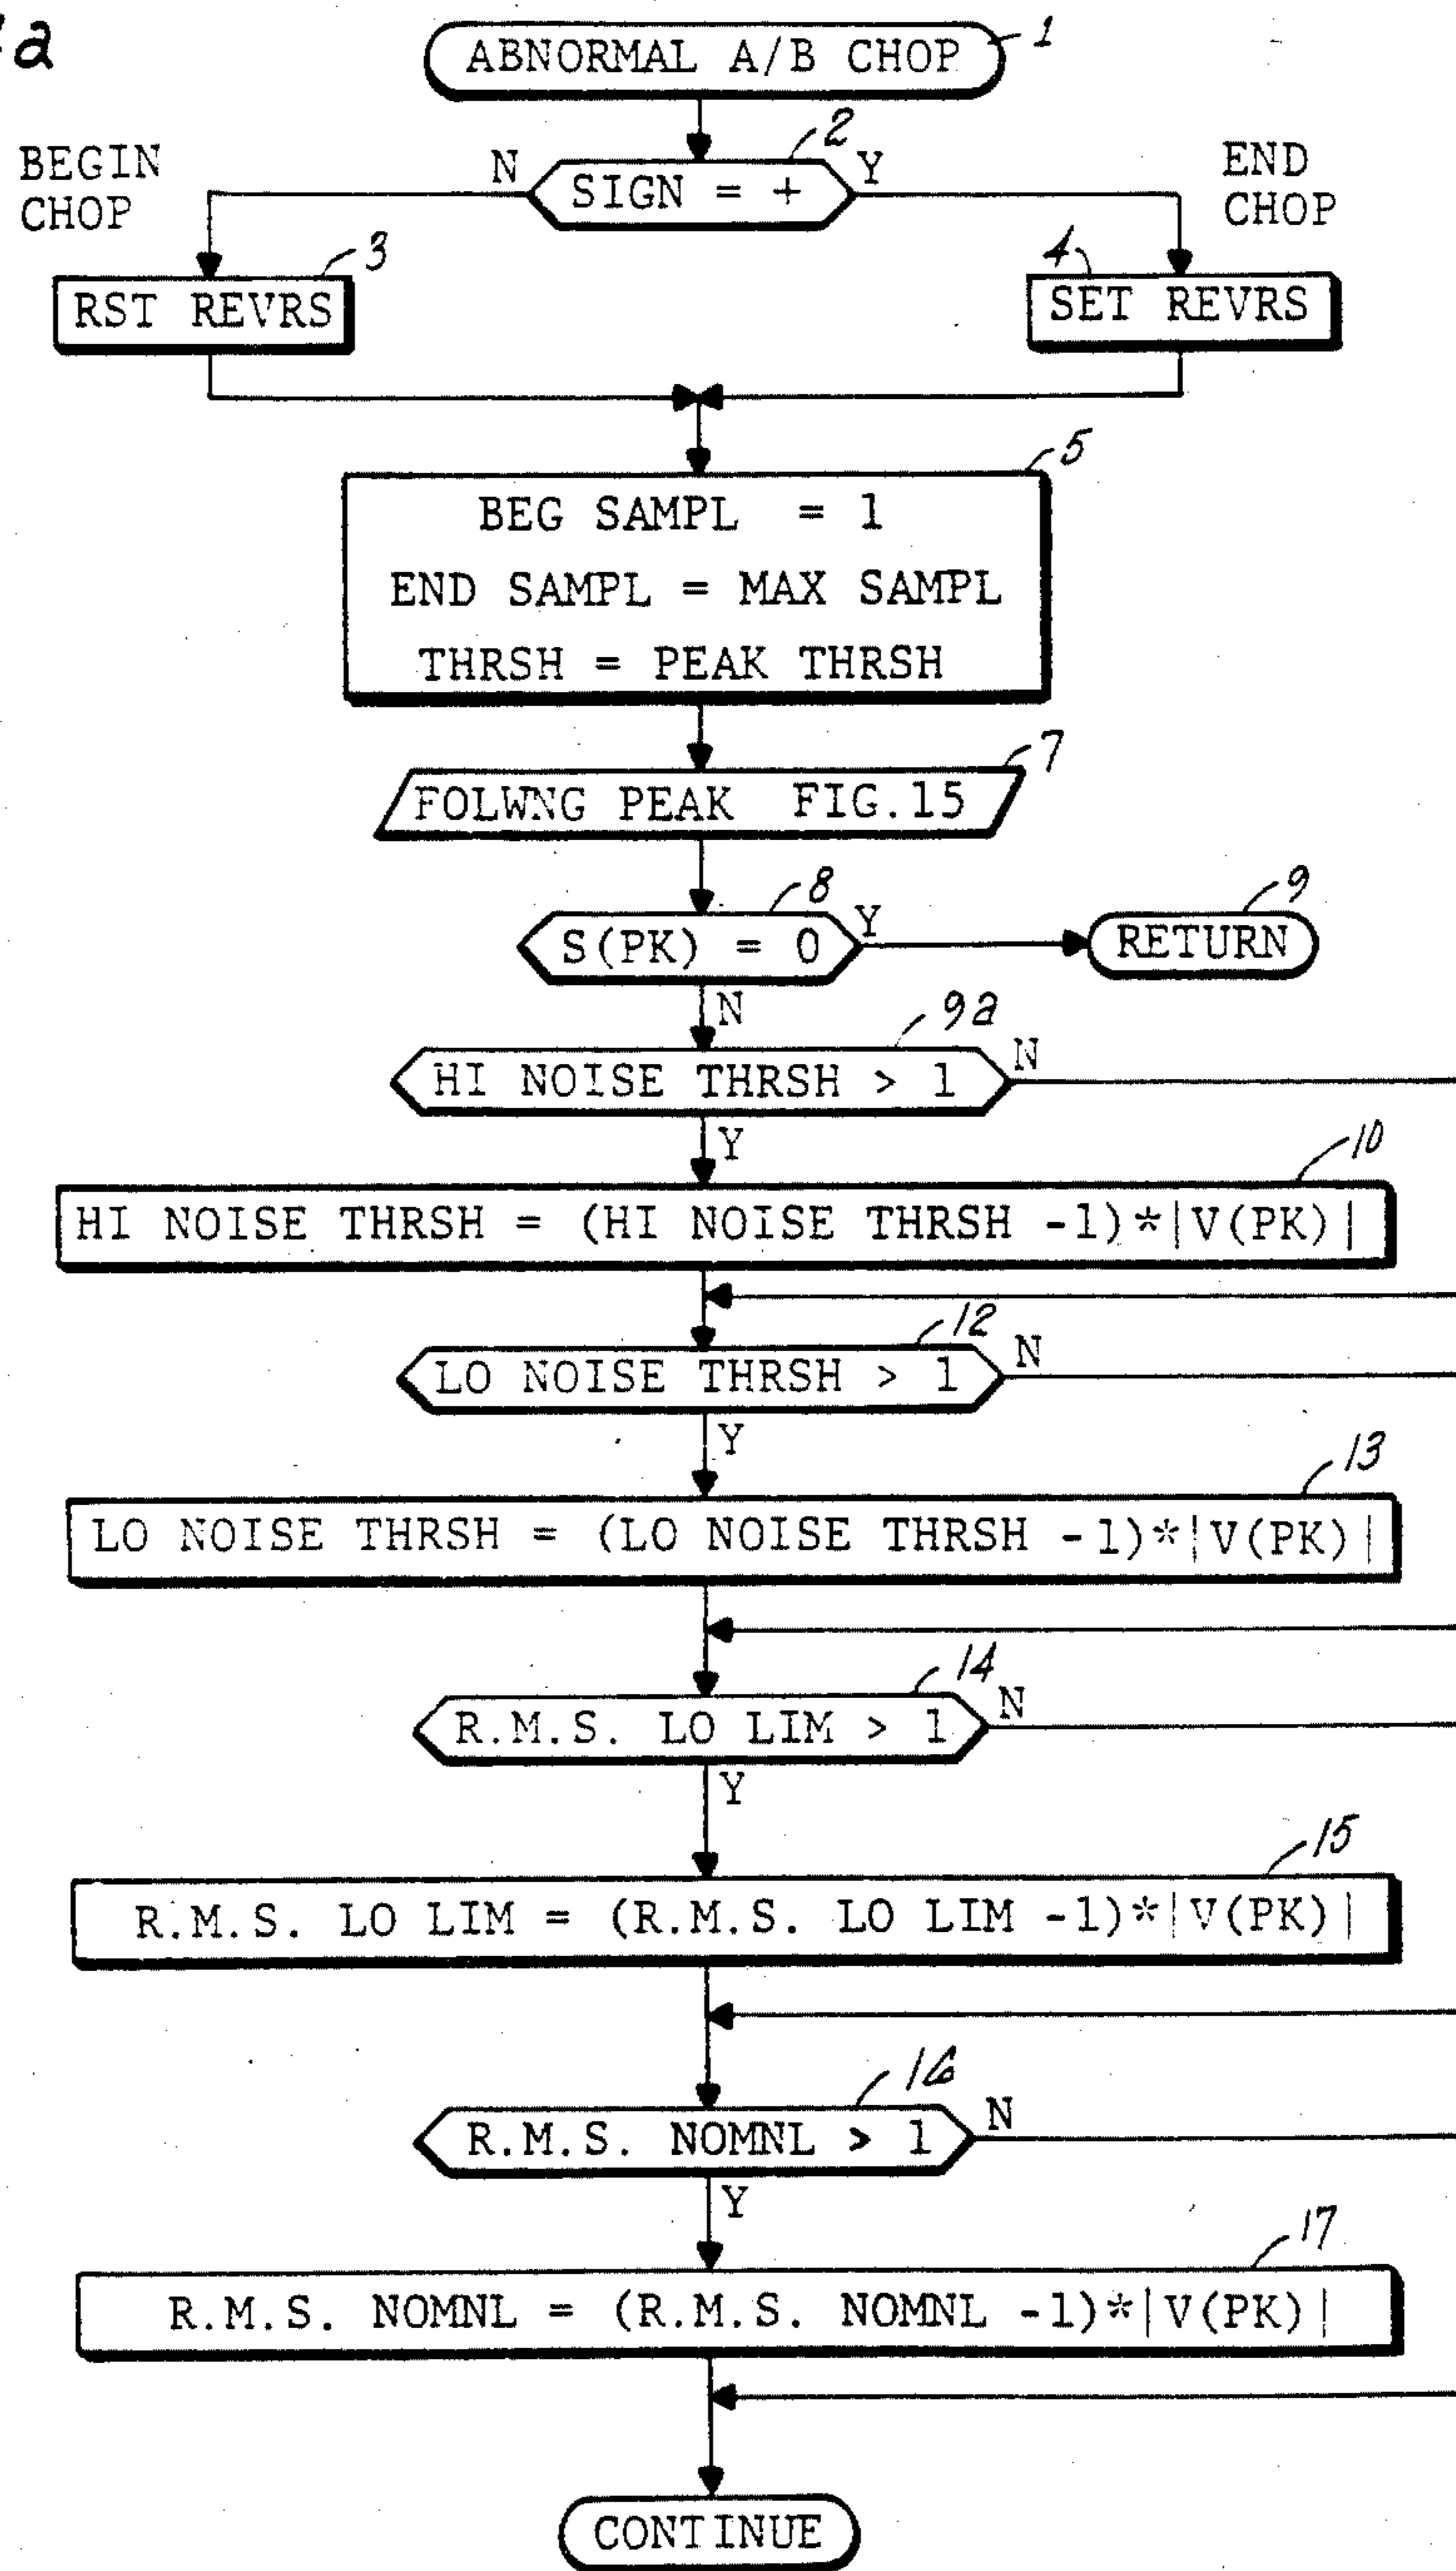 2
ABNORMAL A/B CHOP
1
2
BEGIN
CHOP
N
SIGN = +
Y
END
CHOP
3
RST REVRS
4
SET REVRS
5
BEG SAMPL = 1
END SAMPL = MAX SAMPL
THRSH = PEAK THRSH
7
FOLWNG PEAK FIG.15
8
S(PK) = 0
Y
9
RETURN
N
9a
HI NOISE THRSH > 1
N
Y
10
HI NOISE THRSH = (HI NOISE THRSH -1)*|V(PK)|
12
LO NOISE THRSH > 1
N
Y
13
LO NOISE THRSH = (LO NOISE THRSH -1)*|V(PK)|
14
R.M.S. LO LIM > 1
N
Y
15
R.M.S. LO LIM = (R.M.S. LO LIM -1)*|V(PK)|
16
R.M.S. NOMNL > 1
N
Y
17
R.M.S. NOMNL = (R.M.S. NOMNL -1)*|V(PK)|
CONTINUE